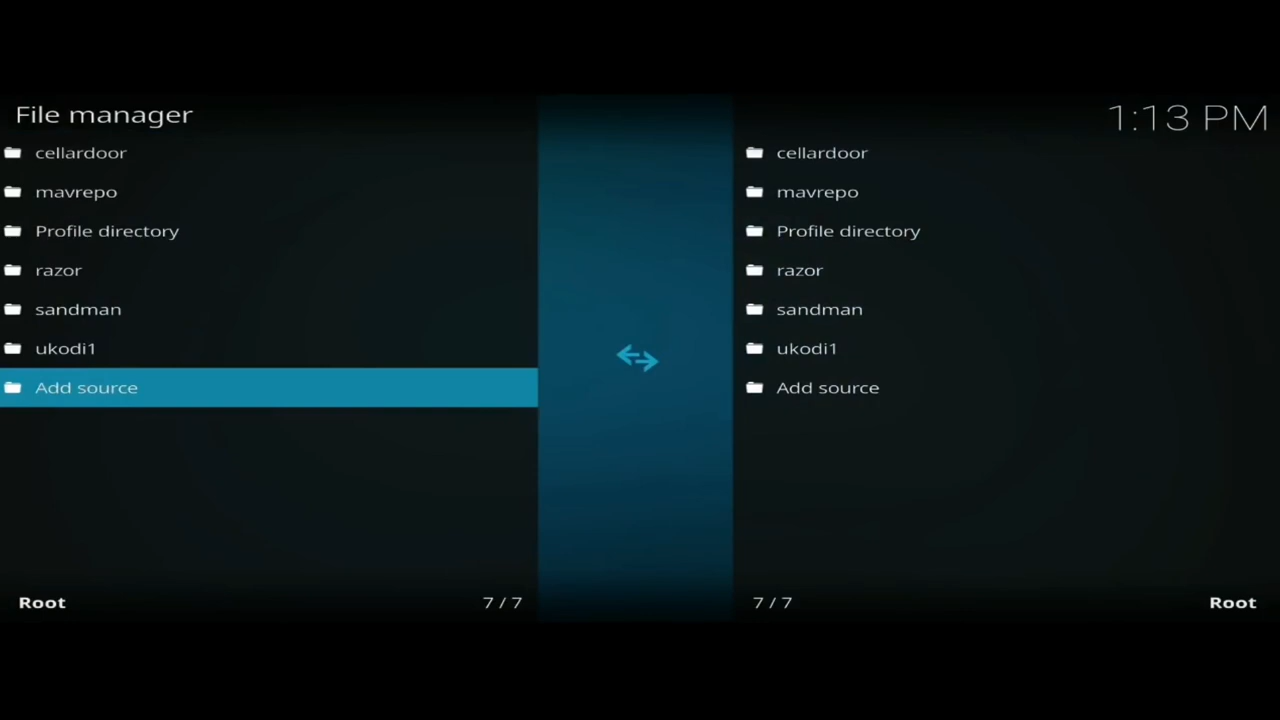 File manager
1:13 PM
cellardoor
mavrepo
Profile directory
razor
sandman
ukodi1
Add source
cellardoor
mavrepo
Profile directory
razor
sandman
ukodi1
Add source
Root
7 / 7
7 / 7
Root